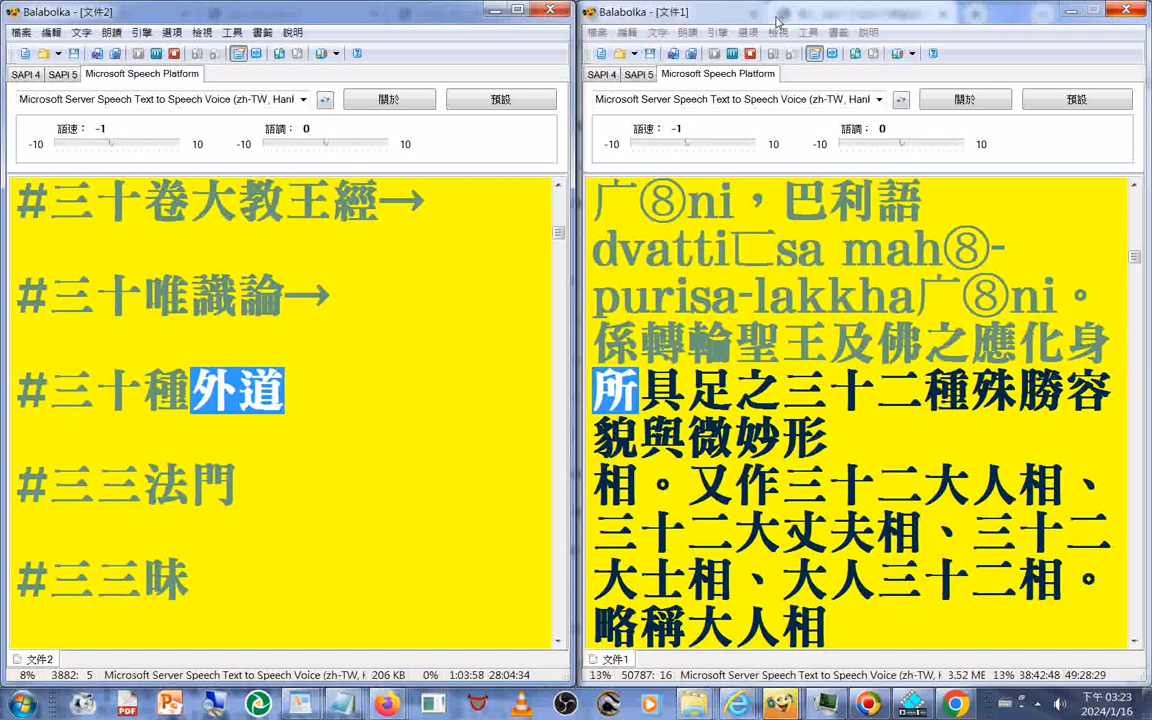 Balabolka - [文件2]
檔案 編輯 文字 朗讀 引擎 選項 檢視 工具 書籤 說明
SAPI 4 SAPI 5 Microsoft Speech Platform
Microsoft Server Speech Text to Speech Voice (zh-TW, Hanl
關於 預設
語速： -1 語調： 0
-10 10 -10 10
#三十卷大教王經→
#三十唯識論→
#三十種外道
#三三法門
#三三昧
文件2
8% 3882: 5 Microsoft Server Speech Text to Speech Voice (zh-TW, Hanl 206 KB 0% 1:03:58 28:04:34
Balabolka - [文件1]
檔案 編輯 文字 朗讀 引擎 選項 檢視 工具 書籤 說明
SAPI 4 SAPI 5 Microsoft Speech Platform
Microsoft Server Speech Text to Speech Voice (zh-TW, Hanl
關於 預設
語速： -1 語調： 0
-10 10 -10 10
广⑧ni，巴利語
dvatti匚sa mah⑧-
purisa-lakkha广⑧ni。
係轉輪聖王及佛之應化身
所具足之三十二種殊勝容
貌與微妙形
相。又作三十二大人相、
三十二大丈夫相、三十二
大士相、大人三十二相。
略稱大人相
文件1
13% 50787: 16 Microsoft Server Speech Text to Speech Voice (zh-TW, Hanl 3.52 MB 13% 38:42:48 49:28:29
下午 03:23
2024/1/16